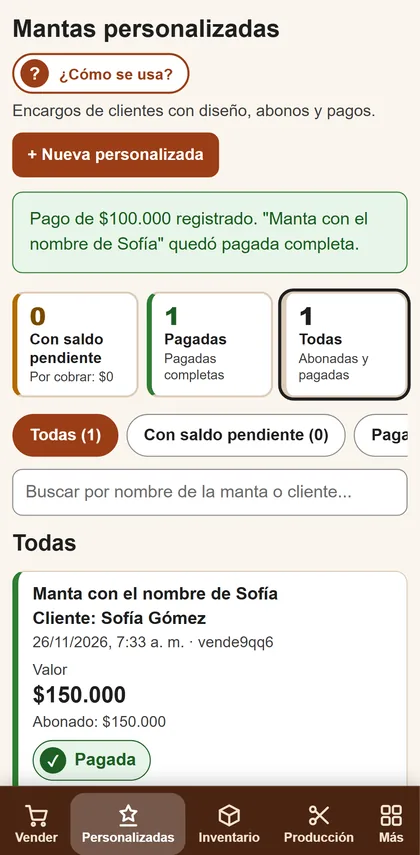 Mantas personalizadas
? ¿Cómo se usa?
Encargos de clientes con diseño, abonos y pagos.
+ Nueva personalizada
Pago de $100.000 registrado. "Manta con el
nombre de Sofía" quedó pagada completa.
0
Con saldo
pendiente
Por cobrar: $0
1
Pagadas
Pagadas
completas
1
Todas
Abonadas y
pagadas
Todas (1)
Con saldo pendiente (0)
Paga
Buscar por nombre de la manta o cliente...
Todas
Manta con el nombre de Sofía
Cliente: Sofía Gómez
26/11/2026, 7:33 a. m. · vende9qq6
Valor
$150.000
Abonado: $150.000
✓ Pagada
Vender
Personalizadas
Inventario
Producción
Más